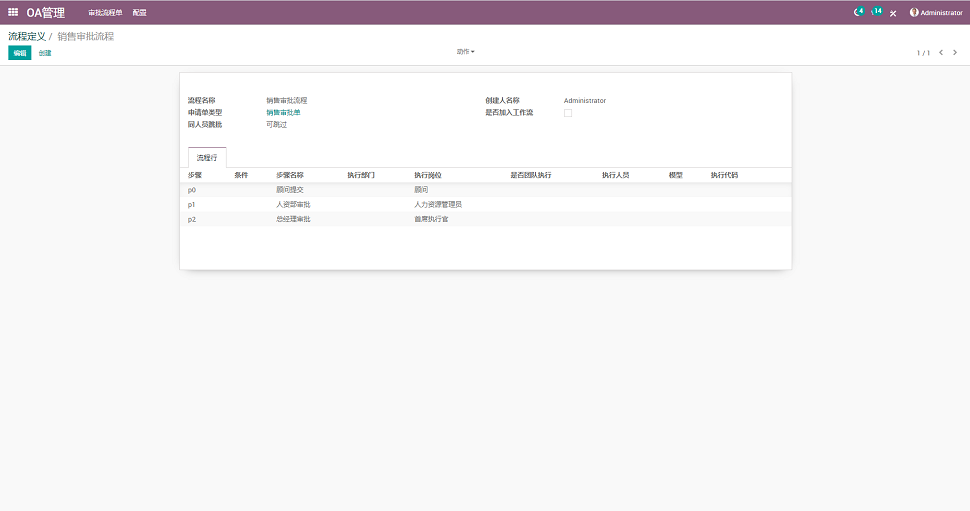 OA管理 审批流程单 配置 4 14 Administrator
流程定义 / 销售审批流程
编辑 创建 动作 1 / 1
流程名称 销售审批流程 创建人名称 Administrator
申请单类型 销售审批单 是否加入工作流
同人员跳批 可跳过
流程行
步骤 条件 步骤名称 执行部门 执行岗位 是否团队执行 执行人员 模型 执行代码
p0 顾问提交 顾问
p1 人资部审批 人力资源管理员
p2 总经理审批 首席执行官